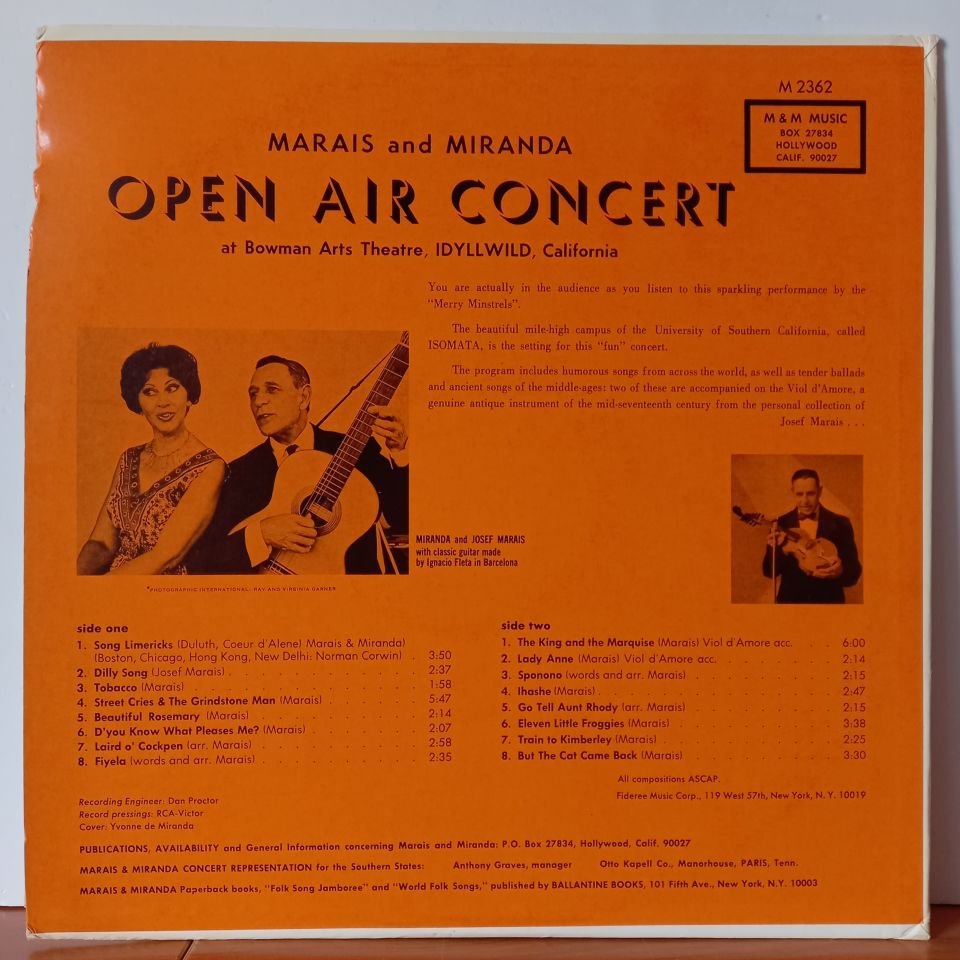 M 2362
M & M MUSIC
BOX 27834
HOLLYWOOD
CALIF. 90027
MARAIS and MIRANDA
OPEN AIR CONCERT
at Bowman Arts Theatre, IDYLLWILD, California
You are actually in the audience as you listen to this sparkling performance by the
“Merry Minstrels”.
The beautiful mile-high campus of the University of Southern California, called
ISOMATA, is the setting for this “fun” concert.
The program includes humorous songs from across the world, as well as tender ballads
and ancient songs of the middle-ages: two of these are accompanied on the Viol d’Amore, a
genuine antique instrument of the mid-seventeenth century from the personal collection of
Josef Marais . . .
MIRANDA and JOSEF MARAIS
with classic guitar made
by Ignacio Fleta in Barcelona
*PHOTOGRAPHIC INTERNATIONAL: RAY AND VIRGINIA GARNER
side one
1. Song Limericks (Duluth, Coeur d'Alene) Marais & Miranda)
(Boston, Chicago, Hong Kong, New Delhi: Norman Corwin) . 3:50
2. Dilly Song (Josef Marais) . . . . . . . . . . . . 2:37
3. Tobacco (Marais) . . . . . . . . . . . . . . 1:58
4. Street Cries & The Grindstone Man (Marais) . . . . . . 5:47
5. Beautiful Rosemary (Marais) . . . . . . . . . . . 2:14
6. D'you Know What Pleases Me? (Marais) . . . . . . . 2:07
7. Laird o' Cockpen (arr. Marais) . . . . . . . . . . 2:58
8. Fiyela (words and arr. Marais) . . . . . . . . . . 2:35
side two
1. The King and the Marquise (Marais) Viol d'Amore acc. . . 6:00
2. Lady Anne (Marais) Viol d'Amore acc. . . . . . . . 2:14
3. Sponono (words and arr. Marais) . . . . . . . . . 2:15
4. Ihashe (Marais) . . . . . . . . . . . . . . 2:47
5. Go Tell Aunt Rhody (arr. Marais) . . . . . . . . . 2:15
6. Eleven Little Froggies (Marais) . . . . . . . . . . 3:38
7. Train to Kimberley (Marais) . . . . . . . . . . . 2:25
8. But The Cat Came Back (Marais) . . . . . . . . . 3:30
All compositions ASCAP.
Fideree Music Corp., 119 West 57th, New York, N. Y. 10019
Recording Engineer: Dan Proctor
Record pressings: RCA-Victor
Cover: Yvonne de Miranda
PUBLICATIONS, AVAILABILITY and General Information concerning Marais and Miranda: P.O. Box 27834, Hollywood, Calif. 90027
MARAIS & MIRANDA CONCERT REPRESENTATION for the Southern States: Anthony Graves, manager Otto Kapell Co., Manorhouse, PARIS, Tenn.
MARAIS & MIRANDA Paperback books, "Folk Song Jamboree" and "World Folk Songs," published by BALLANTINE BOOKS, 101 Fifth Ave., New York, N.Y. 10003